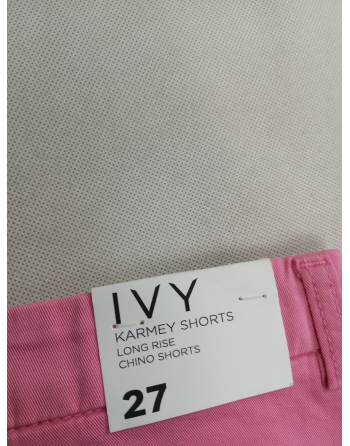 IVY
KARMEY SHORTS
LONG RISE
CHINO SHORTS
27